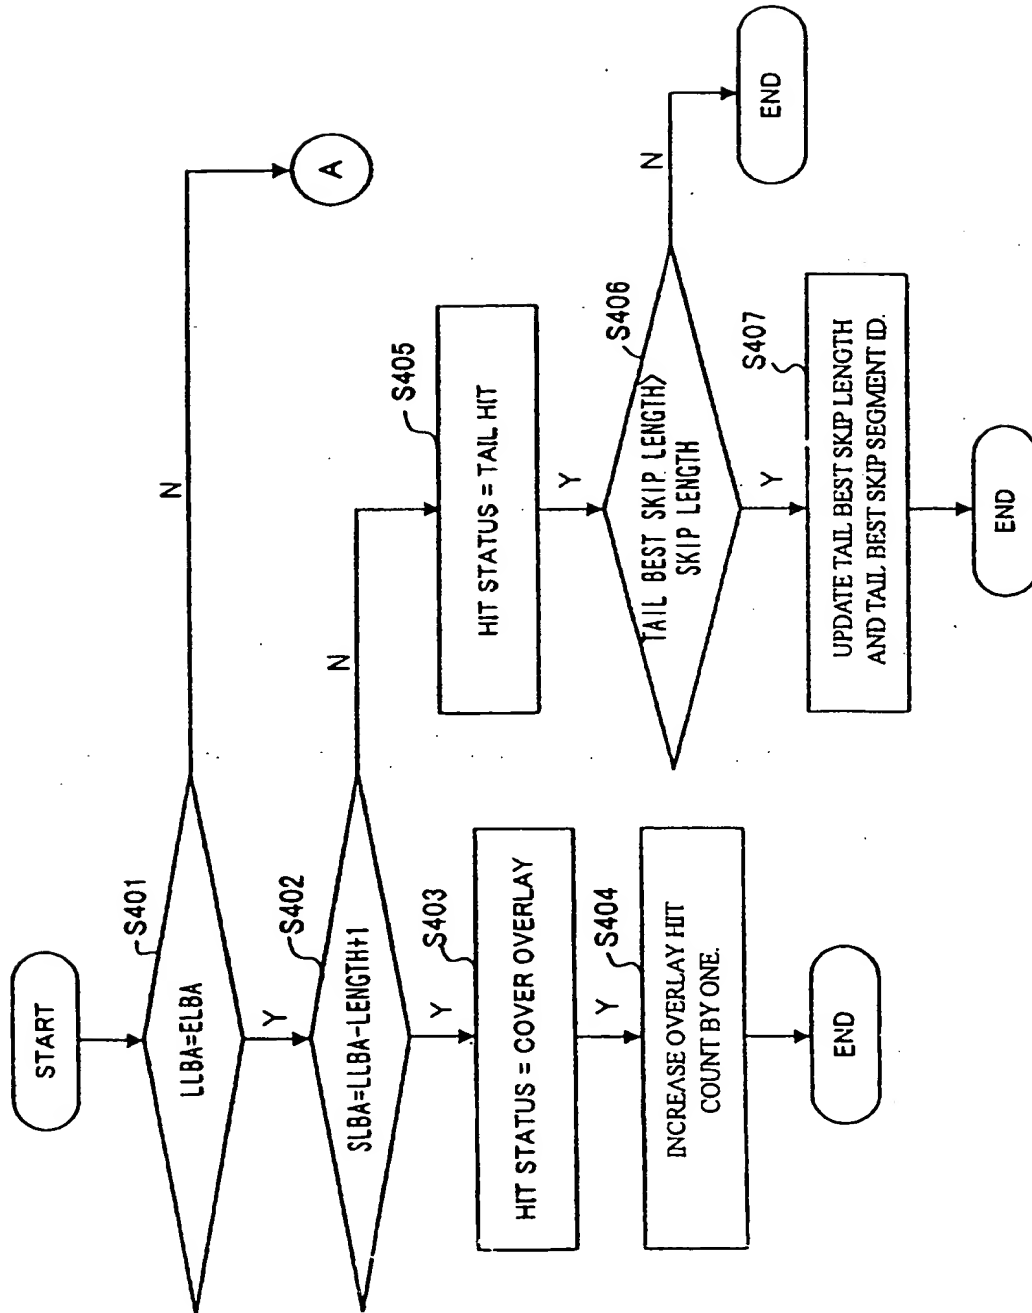 START
S401
LLBA=ELBA
N
A
Y
S402
SLBA=LLBA-LENGTH+1
N
Y
S403
HIT STATUS = COVER OVERLAY
Y
S404
INCREASE OVERLAY HIT
COUNT BY ONE.
END
S405
HIT STATUS = TAIL HIT
Y
S406
TAIL BEST SKIP LENGTH>
SKIP LENGTH
N
END
Y
S407
UPDATE TAIL BEST SKIP LENGTH
AND TAIL BEST SKIP SEGMENT ID.
END